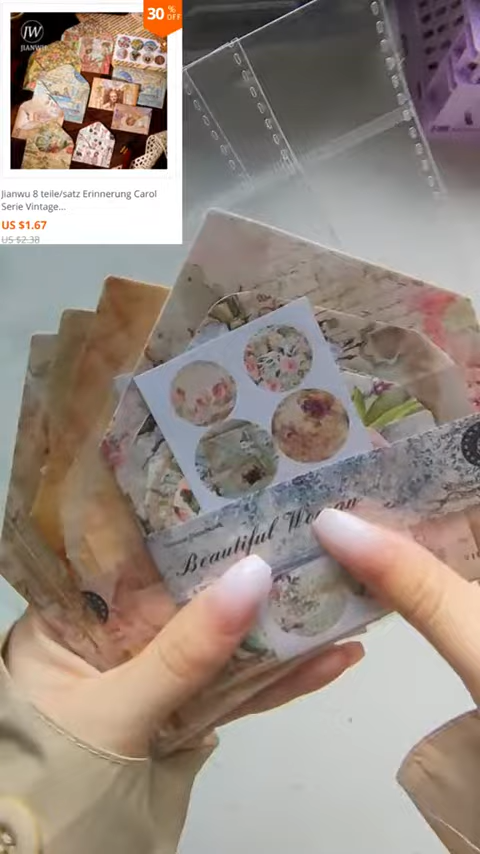 30 %
OFF
JW
JIANWU
Jianwu 8 teile/satz Erinnerung Carol
Serie Vintage...
US $1.67
US $2.38
Beautiful Woman